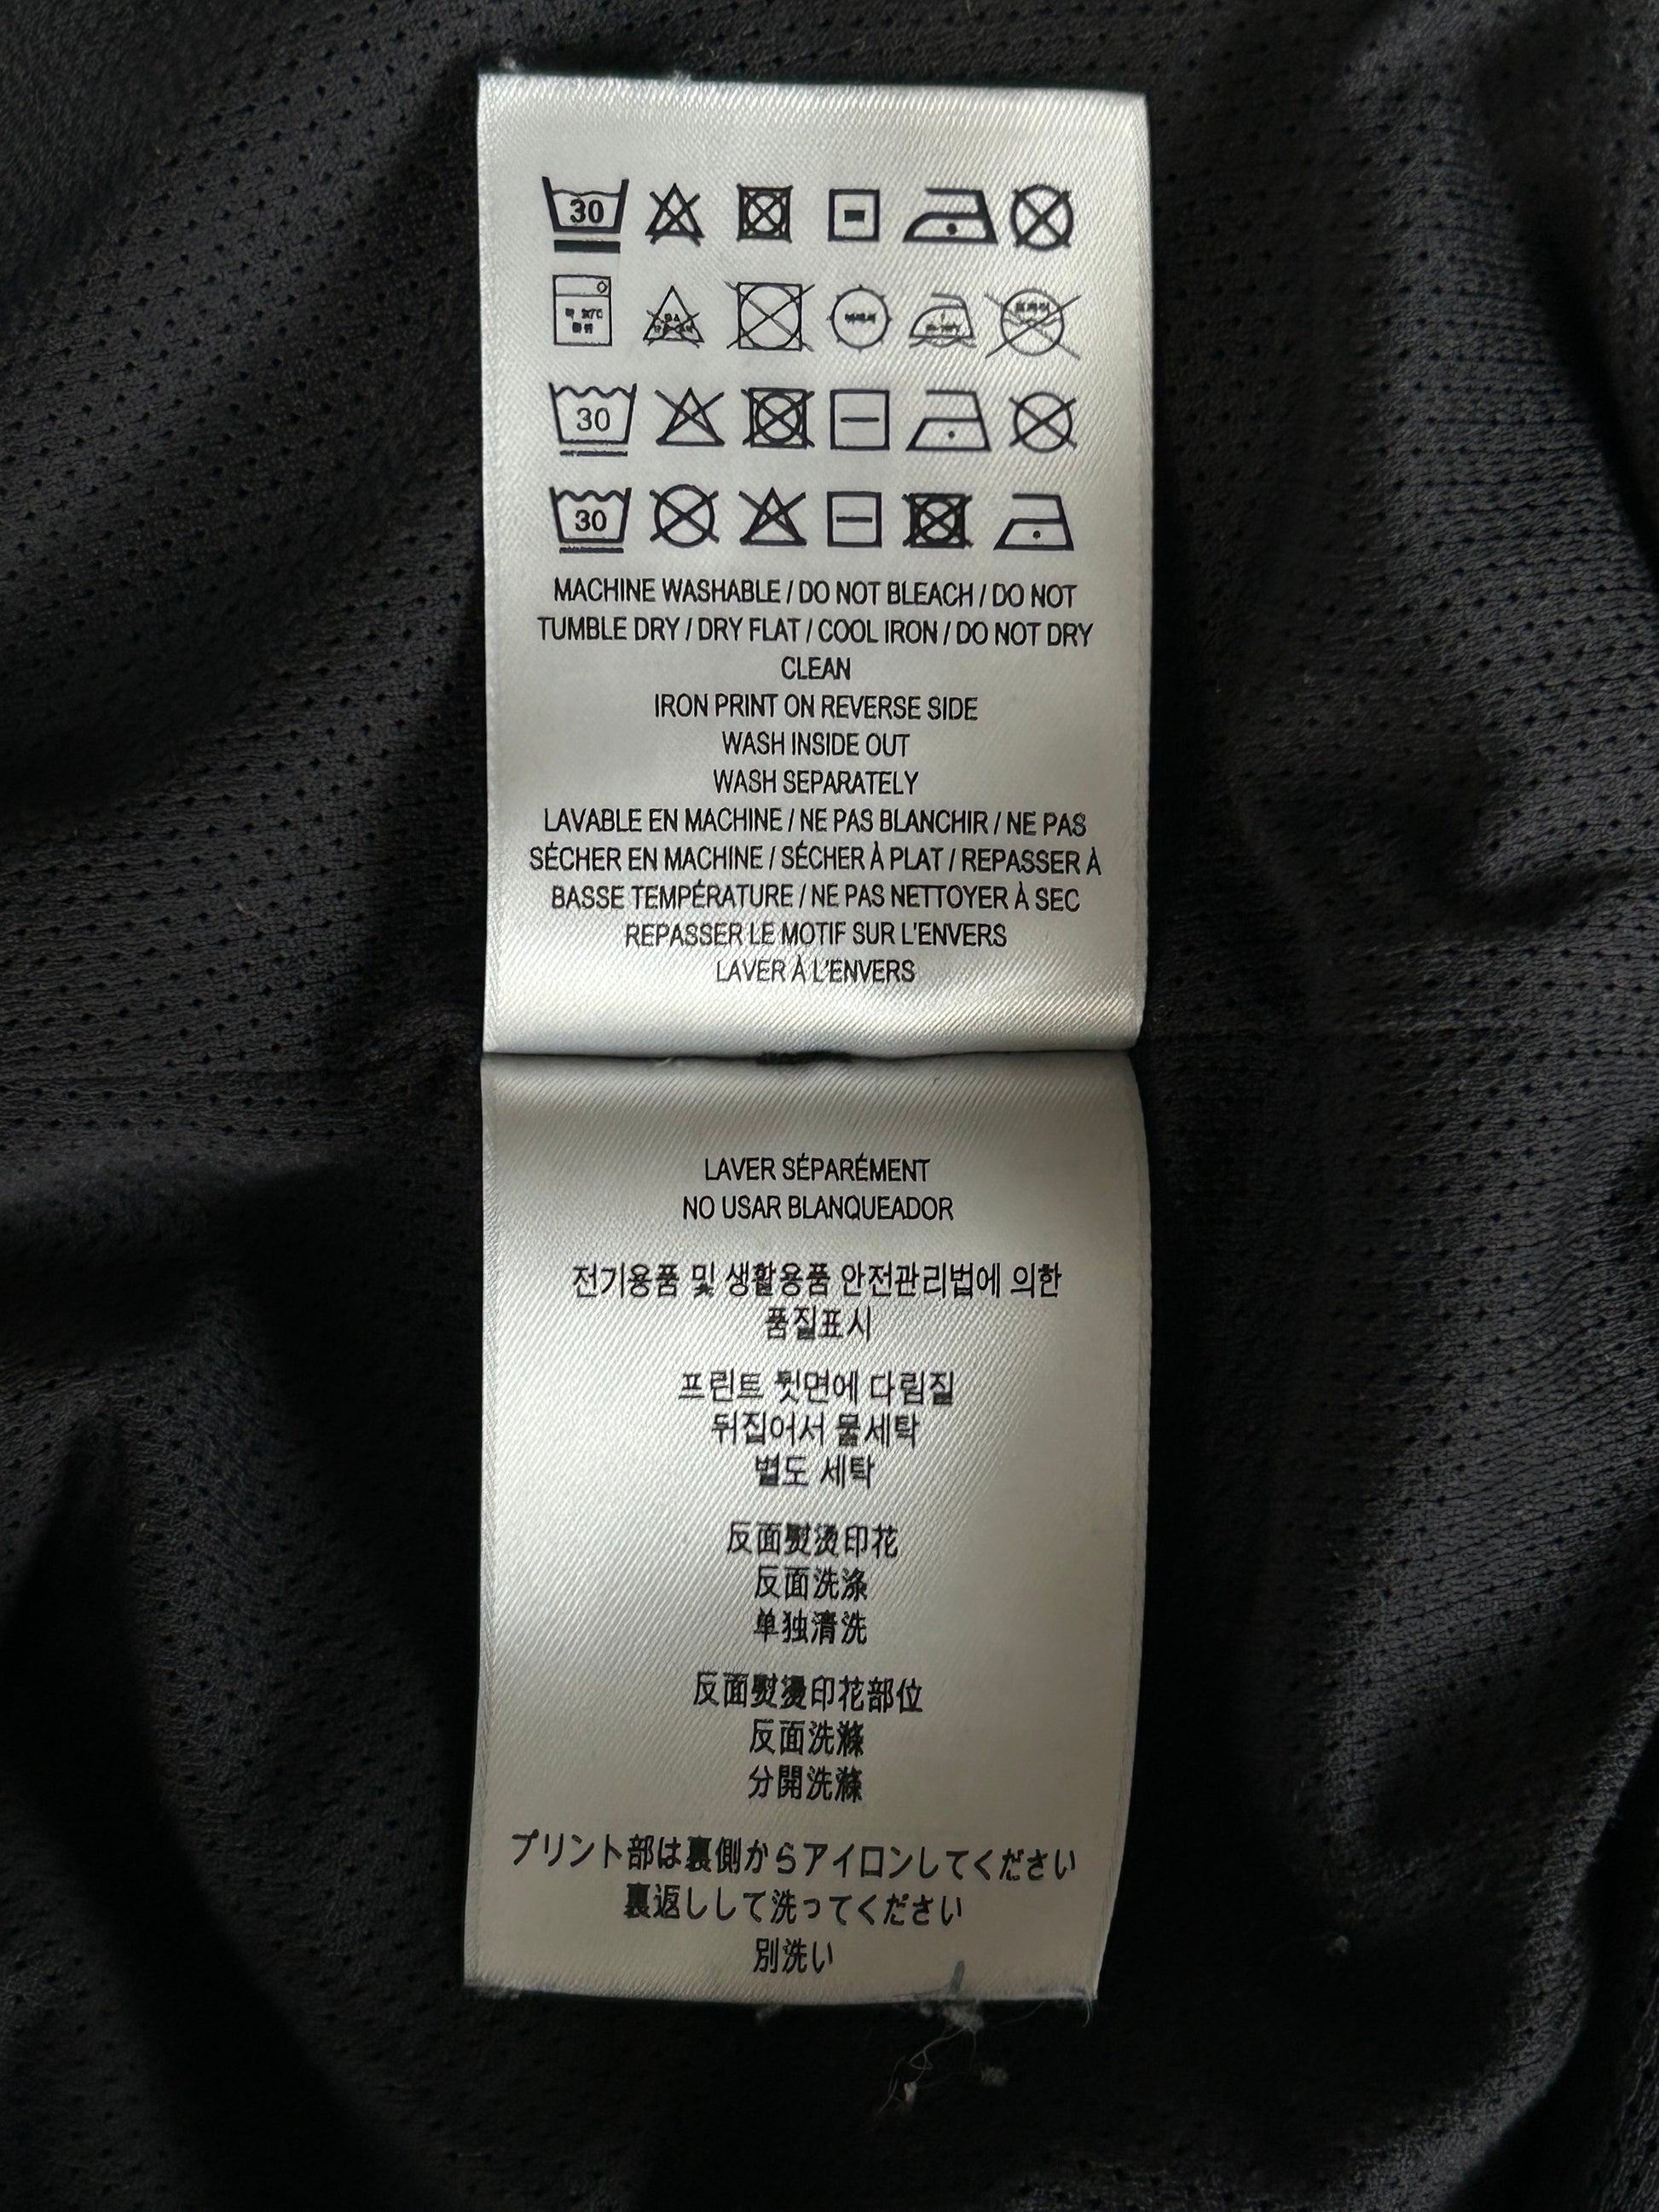 30
30
30
MACHINE WASHABLE / DO NOT BLEACH / DO NOT
TUMBLE DRY / DRY FLAT / COOL IRON / DO NOT DRY
CLEAN
IRON PRINT ON REVERSE SIDE
WASH INSIDE OUT
WASH SEPARATELY
LAVABLE EN MACHINE / NE PAS BLANCHIR / NE PAS
SÉCHER EN MACHINE / SÉCHER À PLAT / REPASSER À
BASSE TEMPÉRATURE / NE PAS NETTOYER À SEC
REPASSER LE MOTIF SUR L'ENVERS
LAVER À L'ENVERS
LAVER SÉPARÉMENT
NO USAR BLANQUEADOR
전기용품 및 생활용품 안전관리법에 의한
품질표시
프린트 뒷면에 다림질
뒤집어서 물세탁
별도 세탁
反面熨烫印花
反面洗涤
单独清洗
反面熨燙印花部位
反面洗滌
分開洗滌
プリント部は裏側からアイロンしてください
裏返しして洗ってください
別洗い